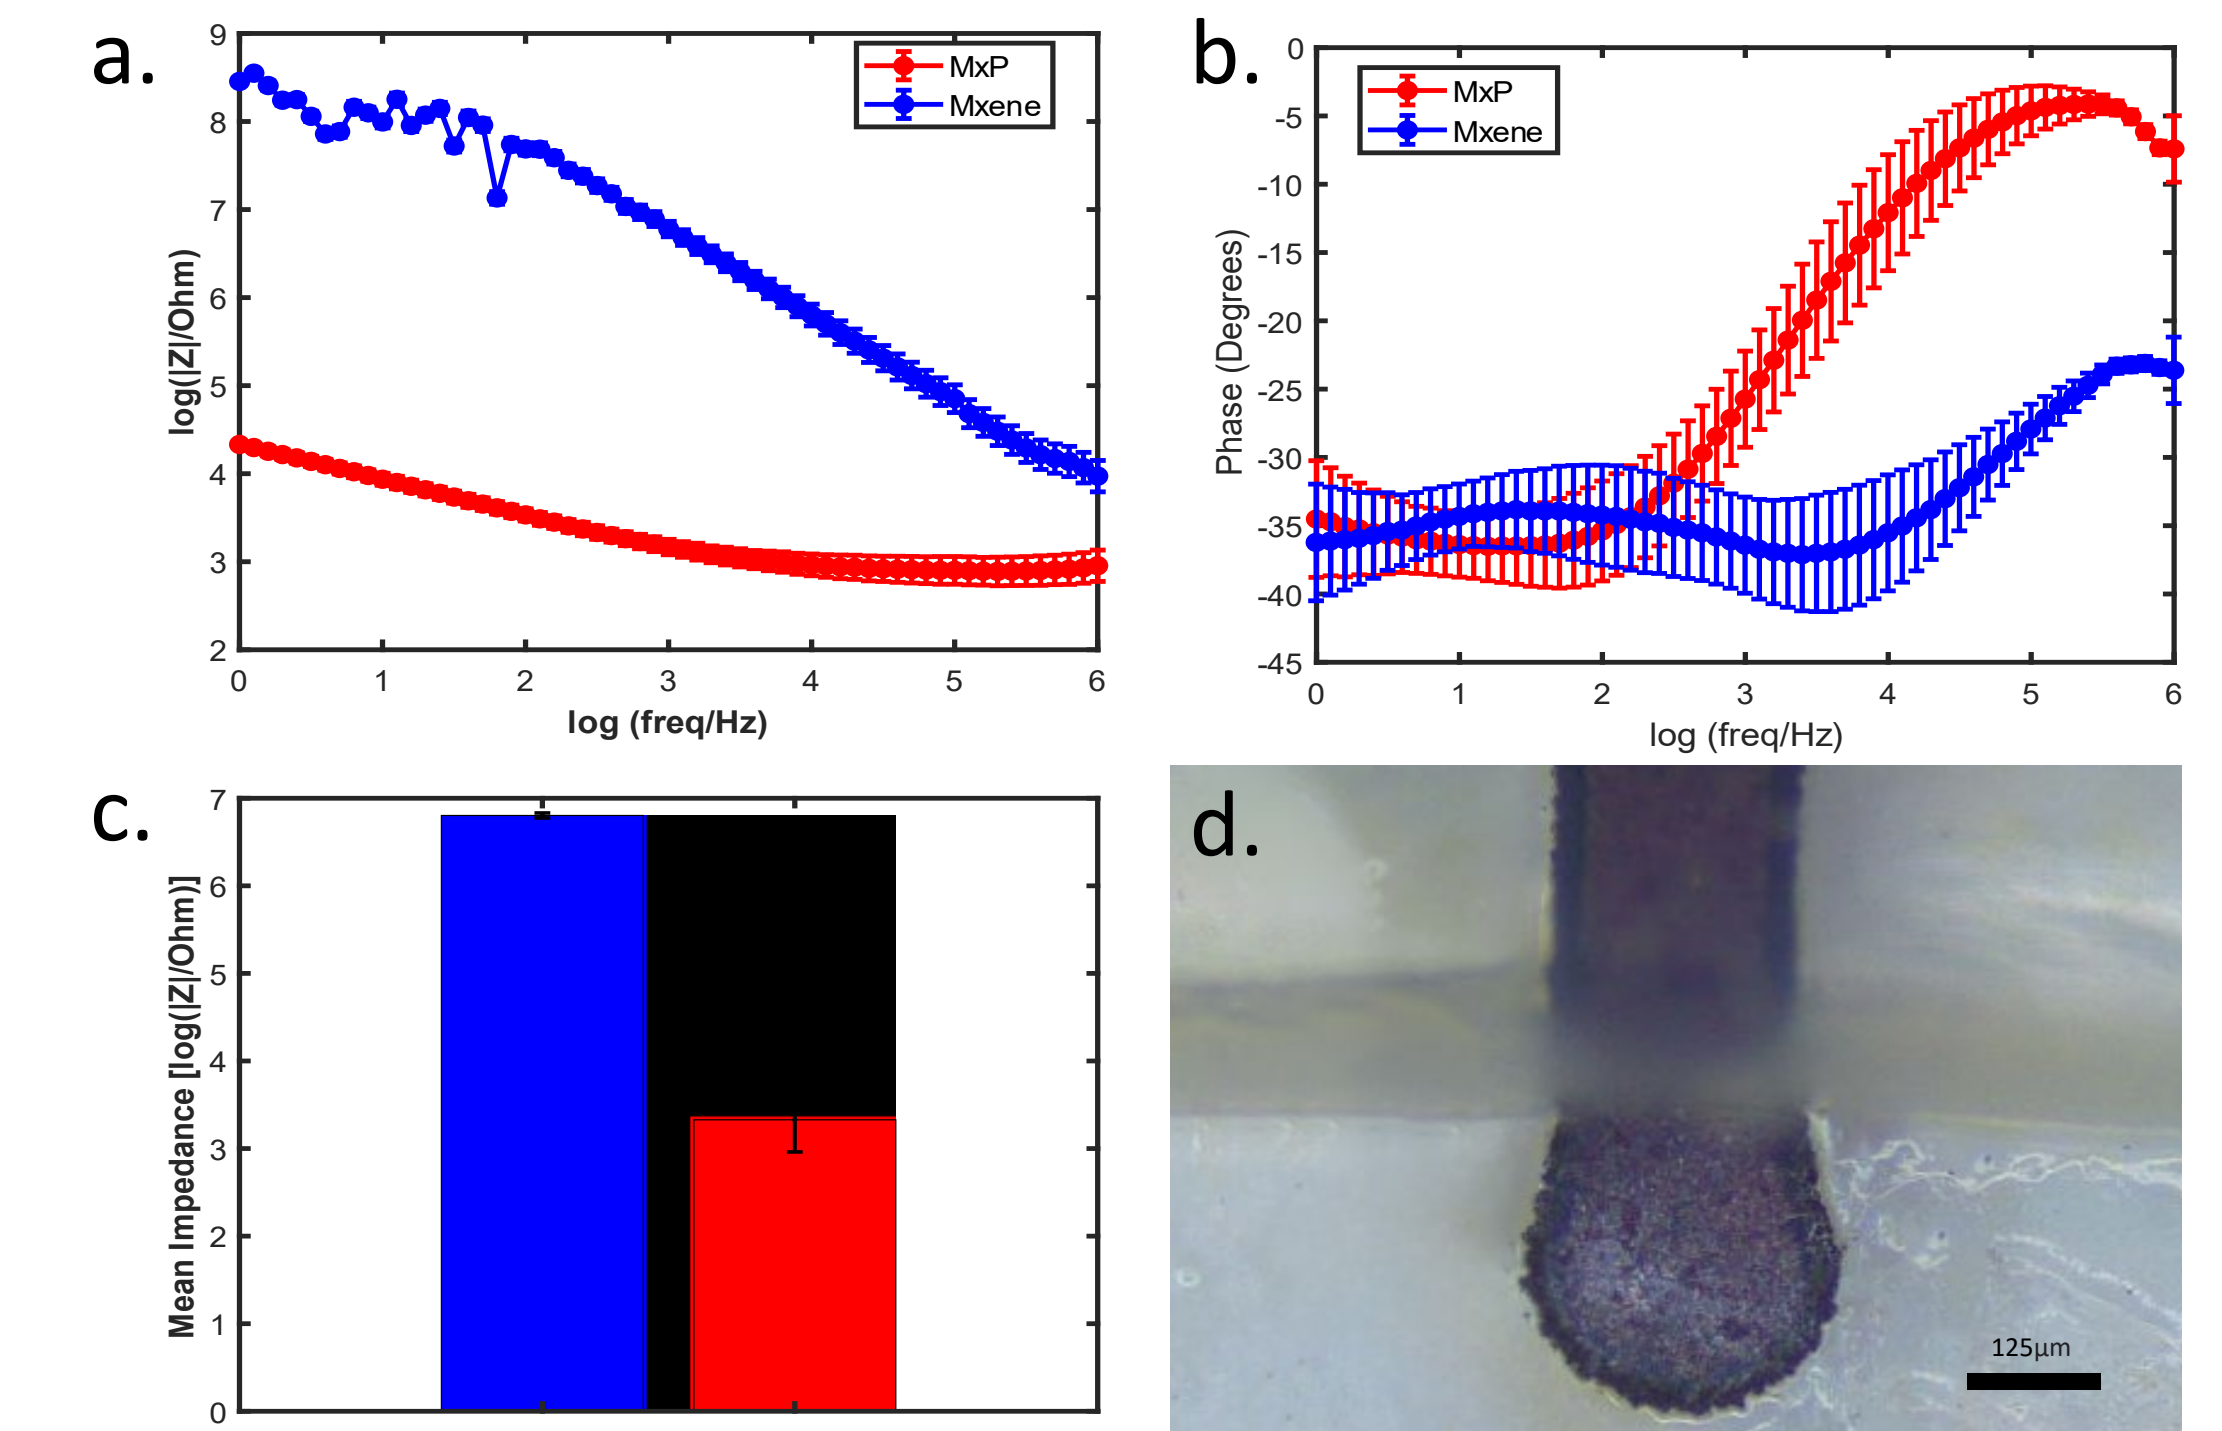 a.
9
8
7
6
5
4
3
2
log(|Z|/Ohm)
MxP
Mxene
0 1 2 3 4 5 6
log (freq/Hz)
b.
0
-5
-10
-15
-20
-25
-30
-35
-40
-45
Phase (Degrees)
MxP
Mxene
0 1 2 3 4 5 6
log (freq/Hz)
c.
7
6
5
4
3
2
1
0
Mean Impedance [log(|Z|/Ohm)]
d.
125µm